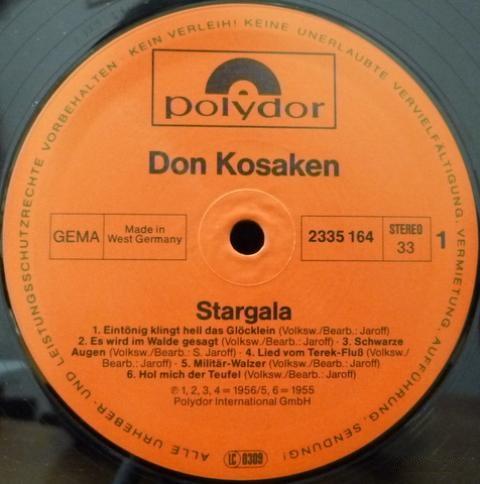 KEIN VERLEIH! KEINE UNERLAUBTE VERVIELFÄLTIGUNG, VERMIETUNG, AUFFÜHRUNG, SENDUNG! ALLE URHEBER- UND LEISTUNGSSCHUTZRECHTE VORBEHALTEN ·
polydor
Don Kosaken
GEMA
Made in
West Germany
2335 164
STEREO
33
1
Stargala
1. Eintönig klingt hell das Glöcklein (Volksw./Bearb.: Jaroff)
2. Es wird im Walde gesagt (Volksw./Bearb.: Jaroff) · 3. Schwarze
Augen (Volksw./Bearb.: S. Jaroff) · 4. Lied vom Terek-Fluß (Volksw./
Bearb.: Jaroff) · 5. Militär-Walzer (Volksw./Bearb.: Jaroff)
6. Hol mich der Teufel (Volksw./Bearb.: Jaroff)
℗ 1, 2, 3, 4 = 1956/5, 6 = 1955
Polydor International GmbH
LC 0309